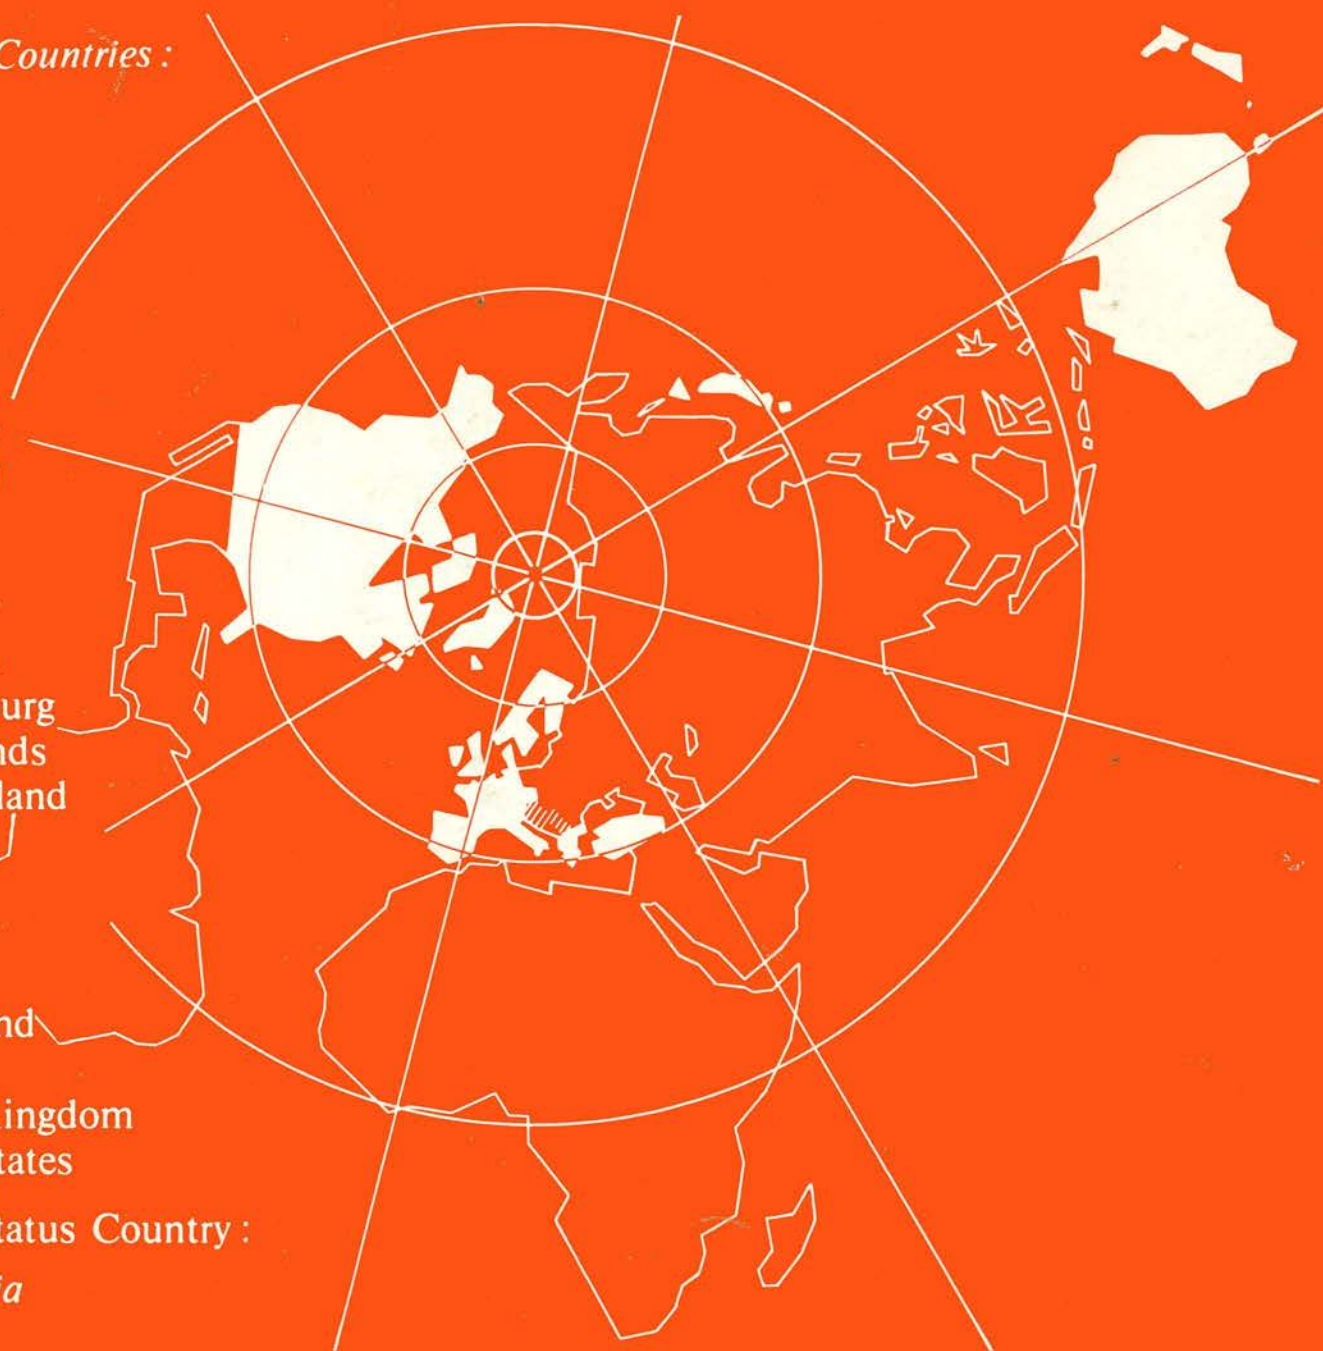 Countries :
urg
nds
land
nd
ingdom
tates
tatus Country :
ia